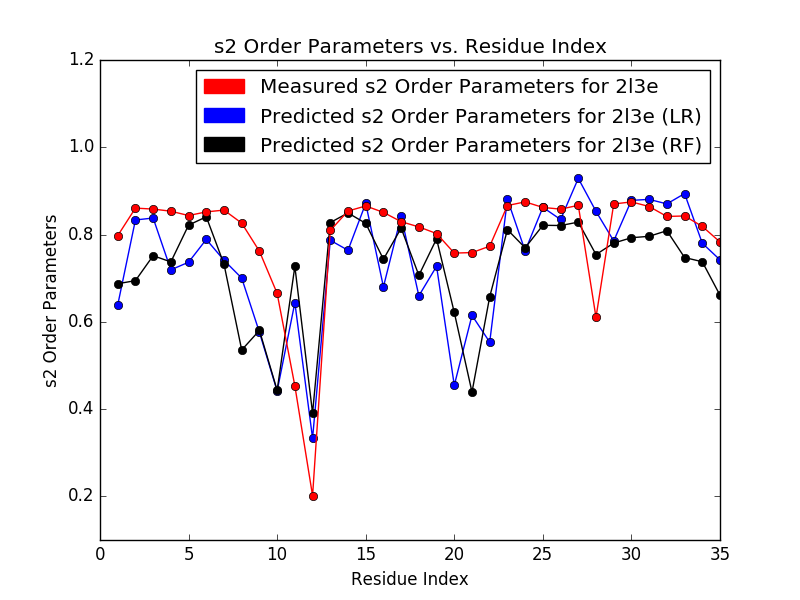 s2 Order Parameters vs. Residue Index
Measured s2 Order Parameters for 2l3e
Predicted s2 Order Parameters for 2l3e (LR)
Predicted s2 Order Parameters for 2l3e (RF)
s2 Order Parameters
1.2
1.0
0.8
0.6
0.4
0.2
0 5 10 15 20 25 30 35
Residue Index